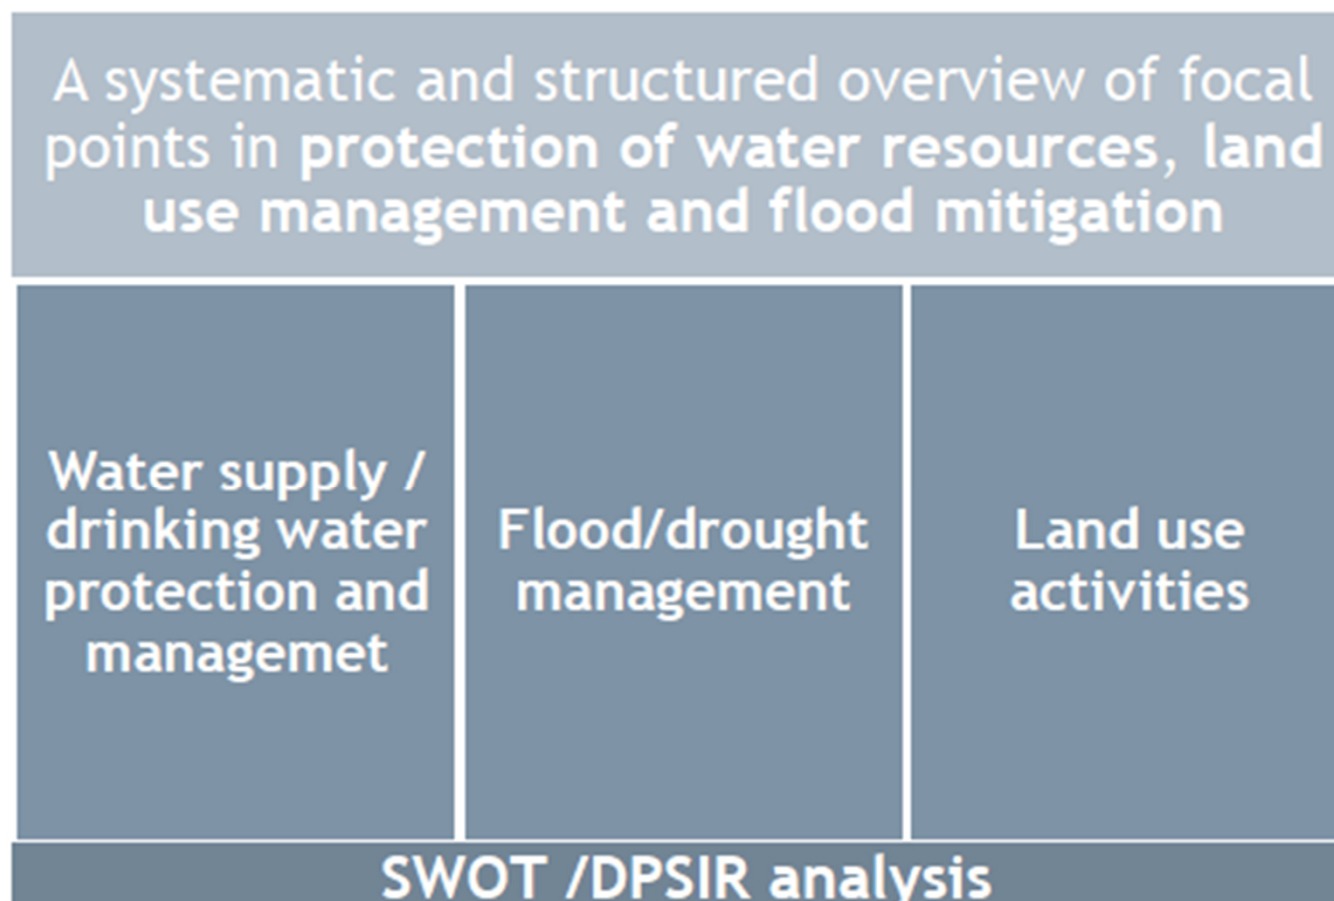 A systematic and structured overview of focal
points in protection of water resources, land
use management and flood mitigation
Water supply /
drinking water
protection and
managemet
Flood/drought
management
Land use
activities
SWOT /DPSIR analysis